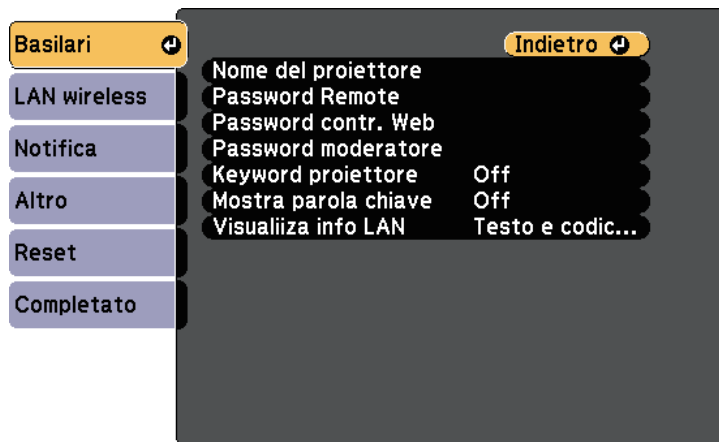 Basilari
LAN wireless
Notifica
Altro
Reset
Completato
Indietro
Nome del proiettore
Password Remote
Password contr. Web
Password moderatore
Keyword proiettore Off
Mostra parola chiave Off
Visualiiza info LAN Testo e codic...